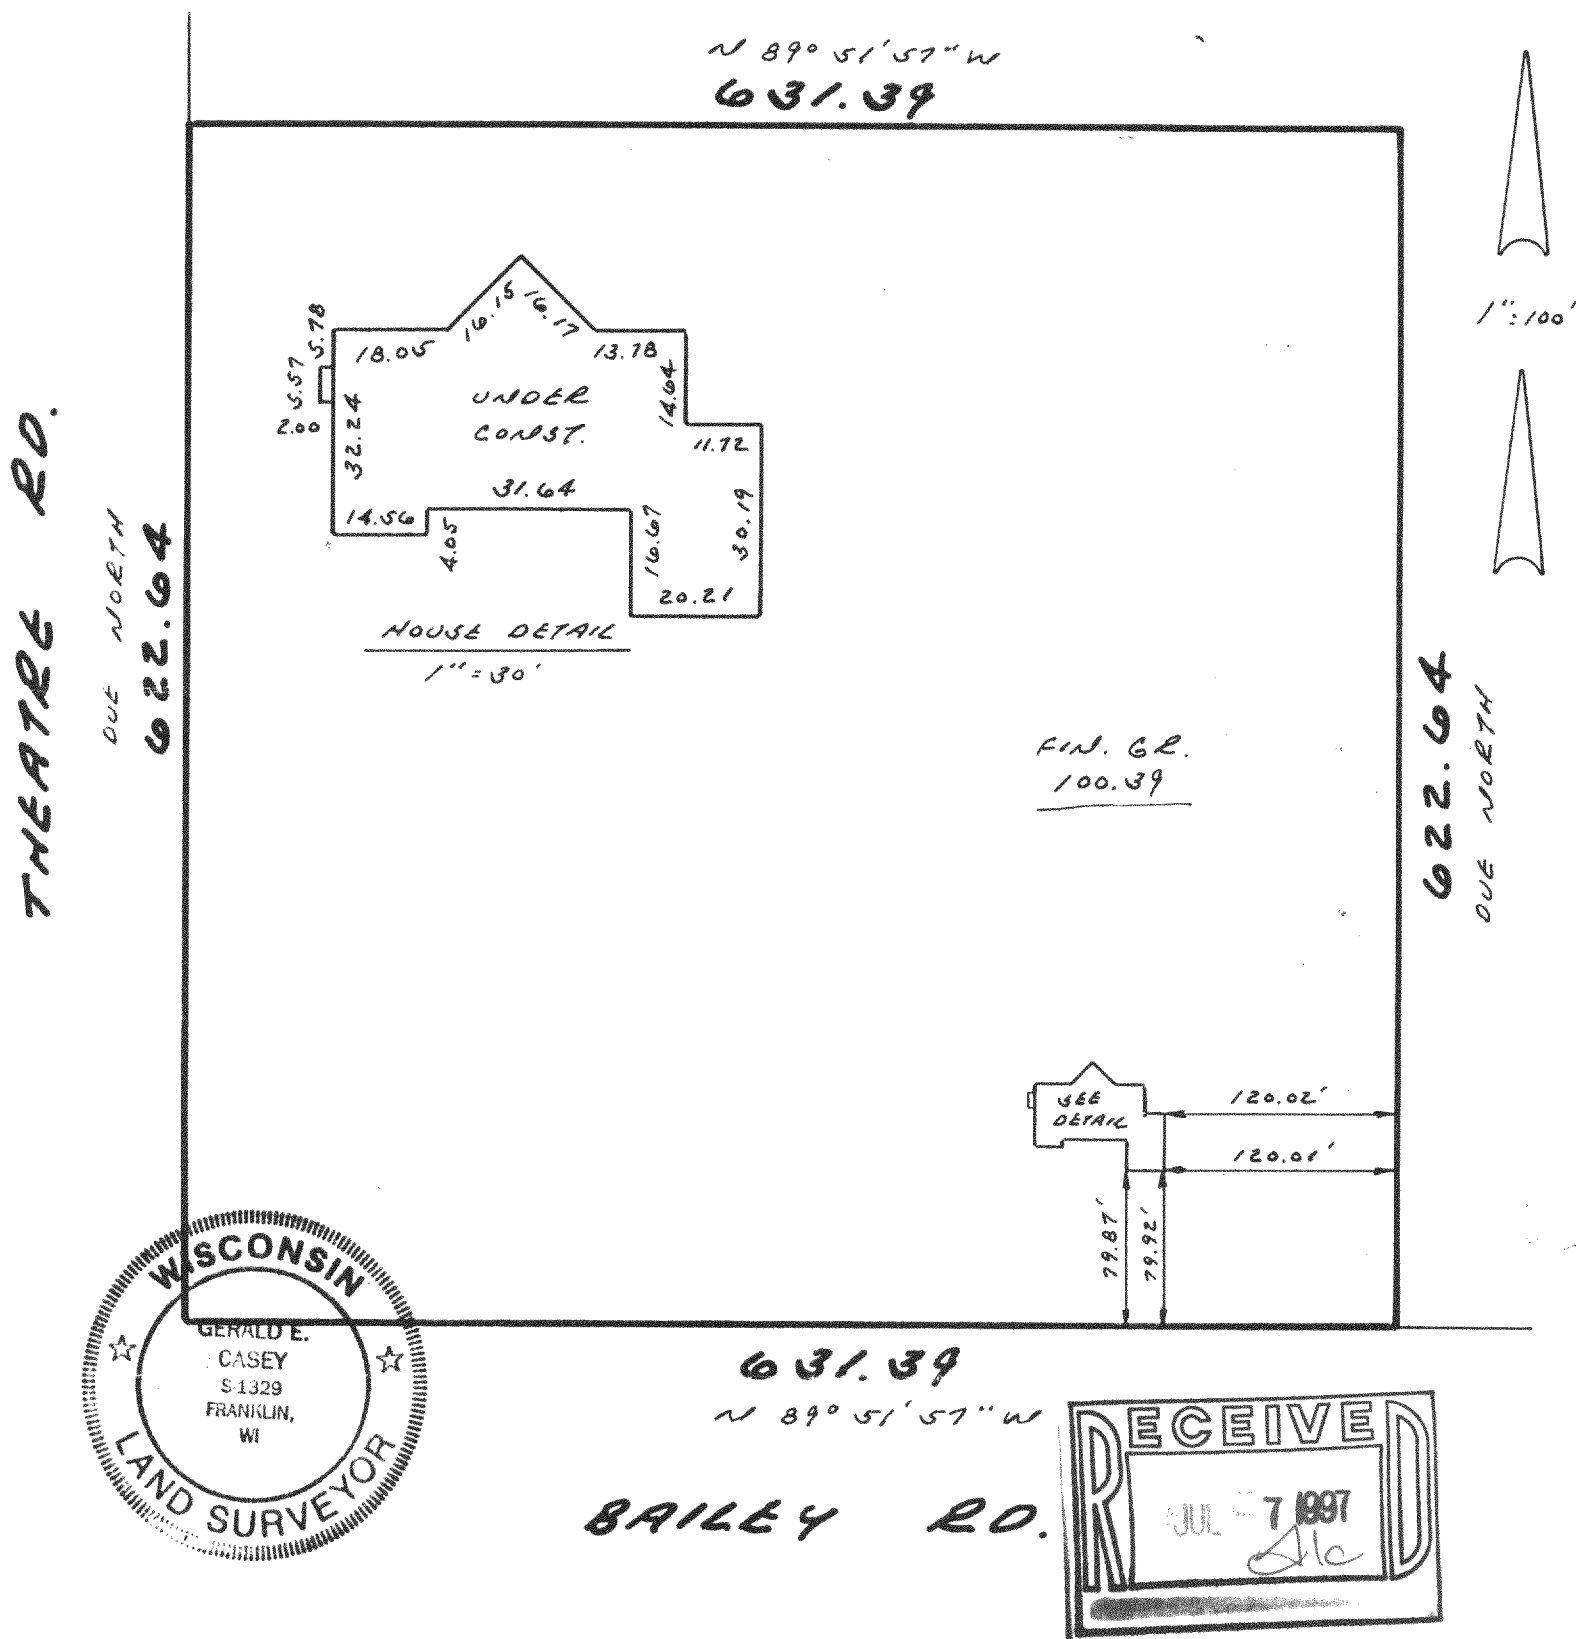 N 89° 51' 57" W
631.39
1":100'
THEATRE RD.
DUE NORTH
622.64
5.78
5.57
2.00
18.05
16.15
16.17
13.78
14.64
11.72
32.24
UNDER
CONST.
31.64
14.56
4.05
16.67
30.19
20.21
HOUSE DETAIL
1"=30'
FIN. GR.
100.39
622.64
DUE NORTH
SEE
DETAIL
120.02'
120.01'
79.87'
79.92'
631.39
N 89° 51' 57" W
BAILEY RD.
WISCONSIN
GERALD E.
CASEY
S-1329
FRANKLIN,
WI
LAND SURVEYOR
RECEIVED
JUL - 7 1997